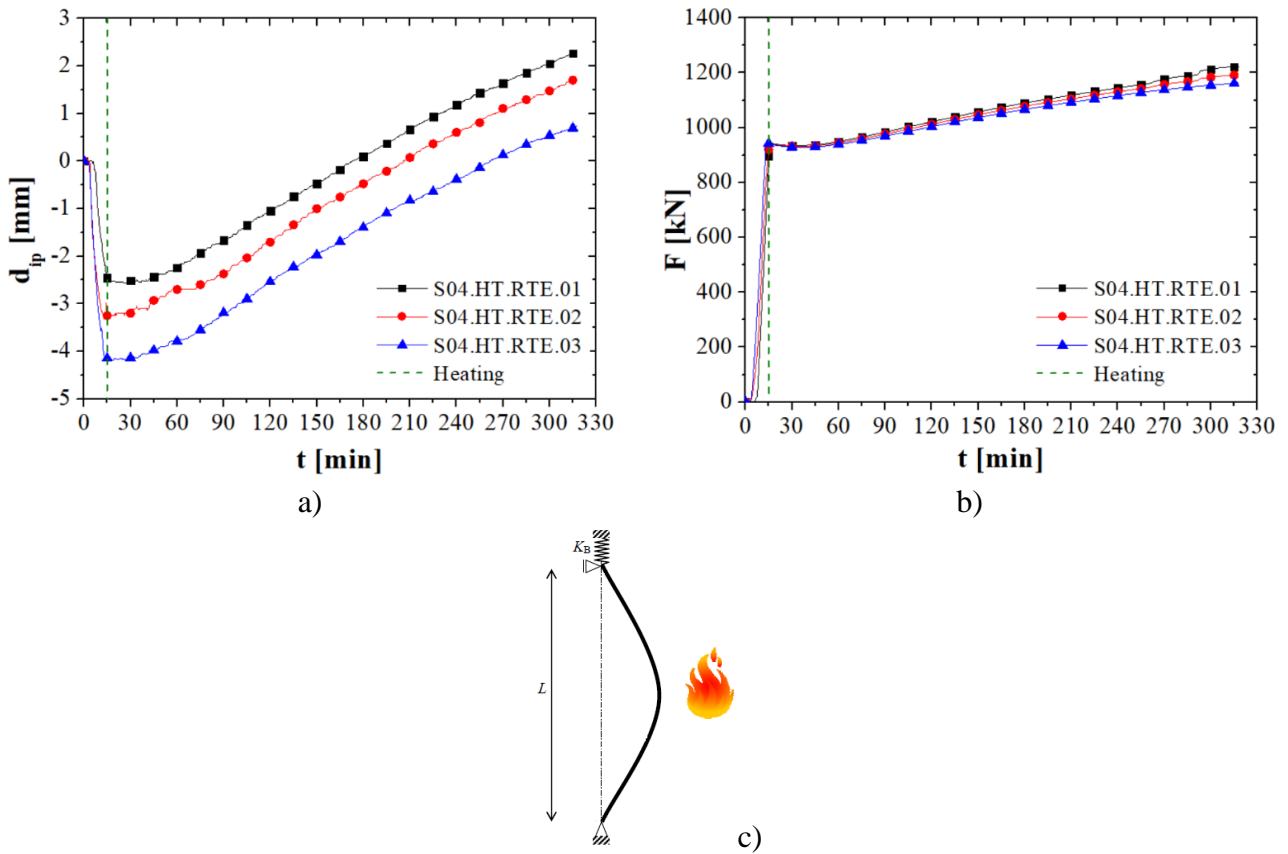 3
2
1
0
-1
-2
-3
-4
-5
d_ip [mm]
S04.HT.RTE.01
S04.HT.RTE.02
S04.HT.RTE.03
Heating
0 30 60 90 120 150 180 210 240 270 300 330
t [min]
a)
1400
1200
1000
800
600
400
200
0
F [kN]
S04.HT.RTE.01
S04.HT.RTE.02
S04.HT.RTE.03
Heating
0 30 60 90 120 150 180 210 240 270 300 330
t [min]
b)
K_B
L
c)